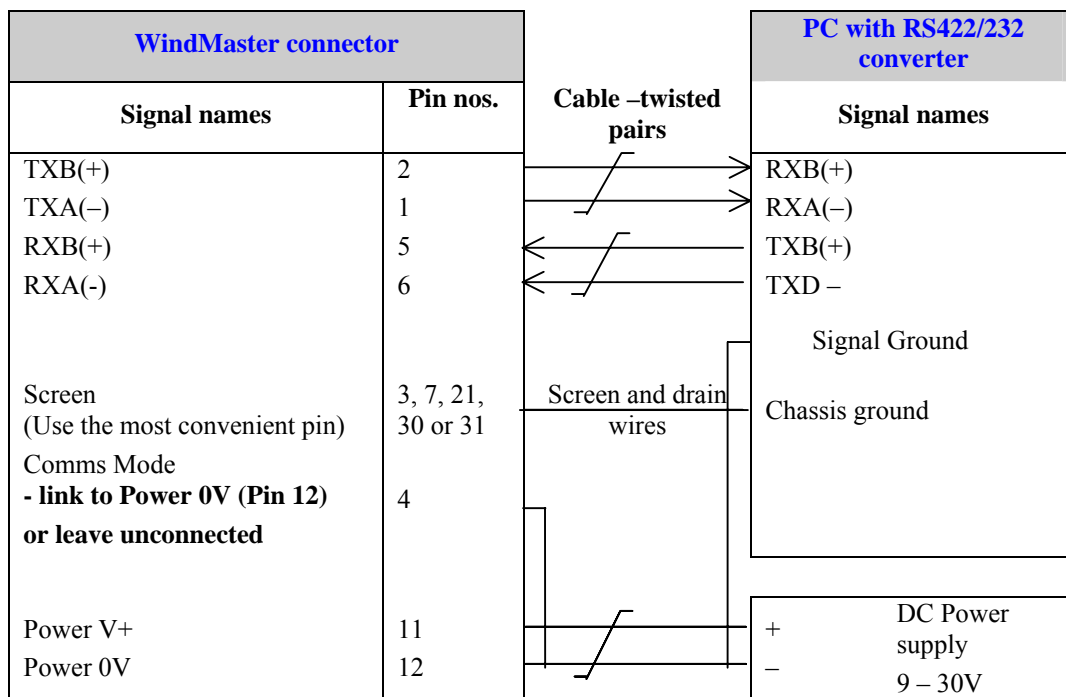 WindMaster connector
PC with RS422/232
converter
Signal names
Pin nos.
Cable –twisted
pairs
Signal names
TXB(+) 2 RXB(+)
TXA(–) 1 RXA(–)
RXB(+) 5 TXB(+)
RXA(-) 6 TXD –
Signal Ground
Screen 3, 7, 21, Screen and drain
(Use the most convenient pin) 30 or 31 wires Chassis ground
Comms Mode
- link to Power 0V (Pin 12) 4
or leave unconnected
Power V+ 11 + DC Power
supply
Power 0V 12 –
9 – 30V